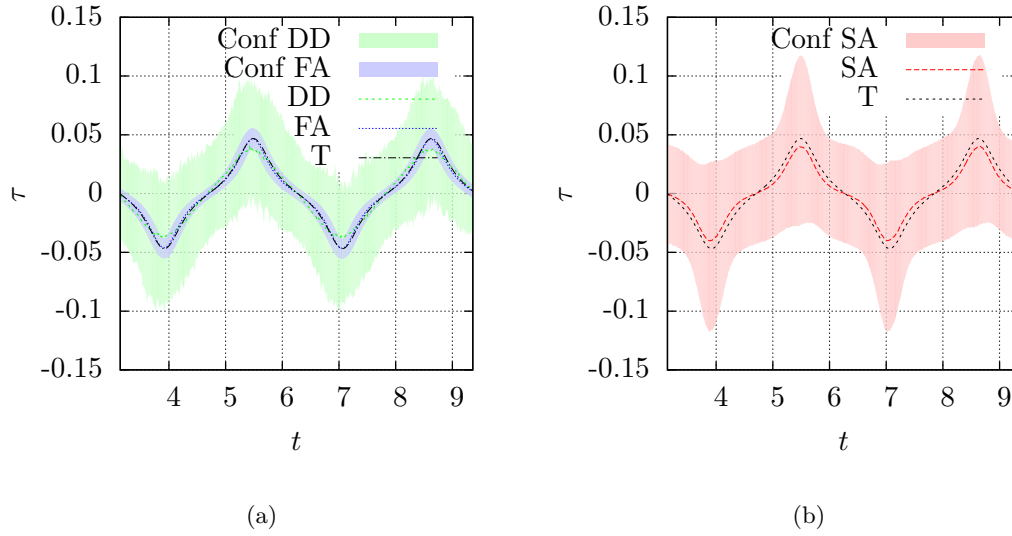 0.15
0.1
0.05
0
-0.05
-0.1
-0.15
τ
Conf DD
Conf FA
DD
FA
T
4 5 6 7 8 9
t
(a)
0.15
0.1
0.05
0
-0.05
-0.1
-0.15
τ
Conf SA
SA
T
4 5 6 7 8 9
t
(b)